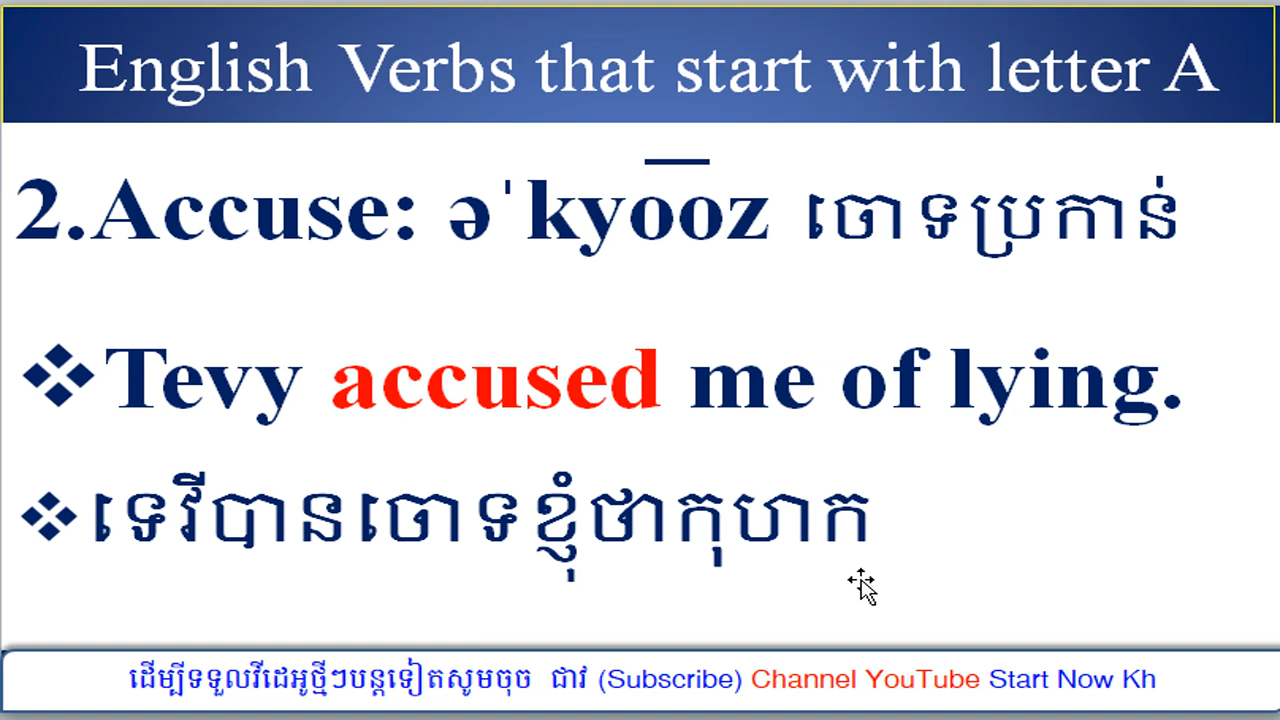 English Verbs that start with letter A
2.Accuse: əˈkyo͞oz ចោទប្រកាន់
❖Tevy accused me of lying.
❖ទេវីបានចោទខ្ញុំថាកុហក
ដើម្បីទទួលវីដេអូថ្មីៗបន្តទៀតសូមចុច ជាវ (Subscribe) Channel YouTube Start Now Kh